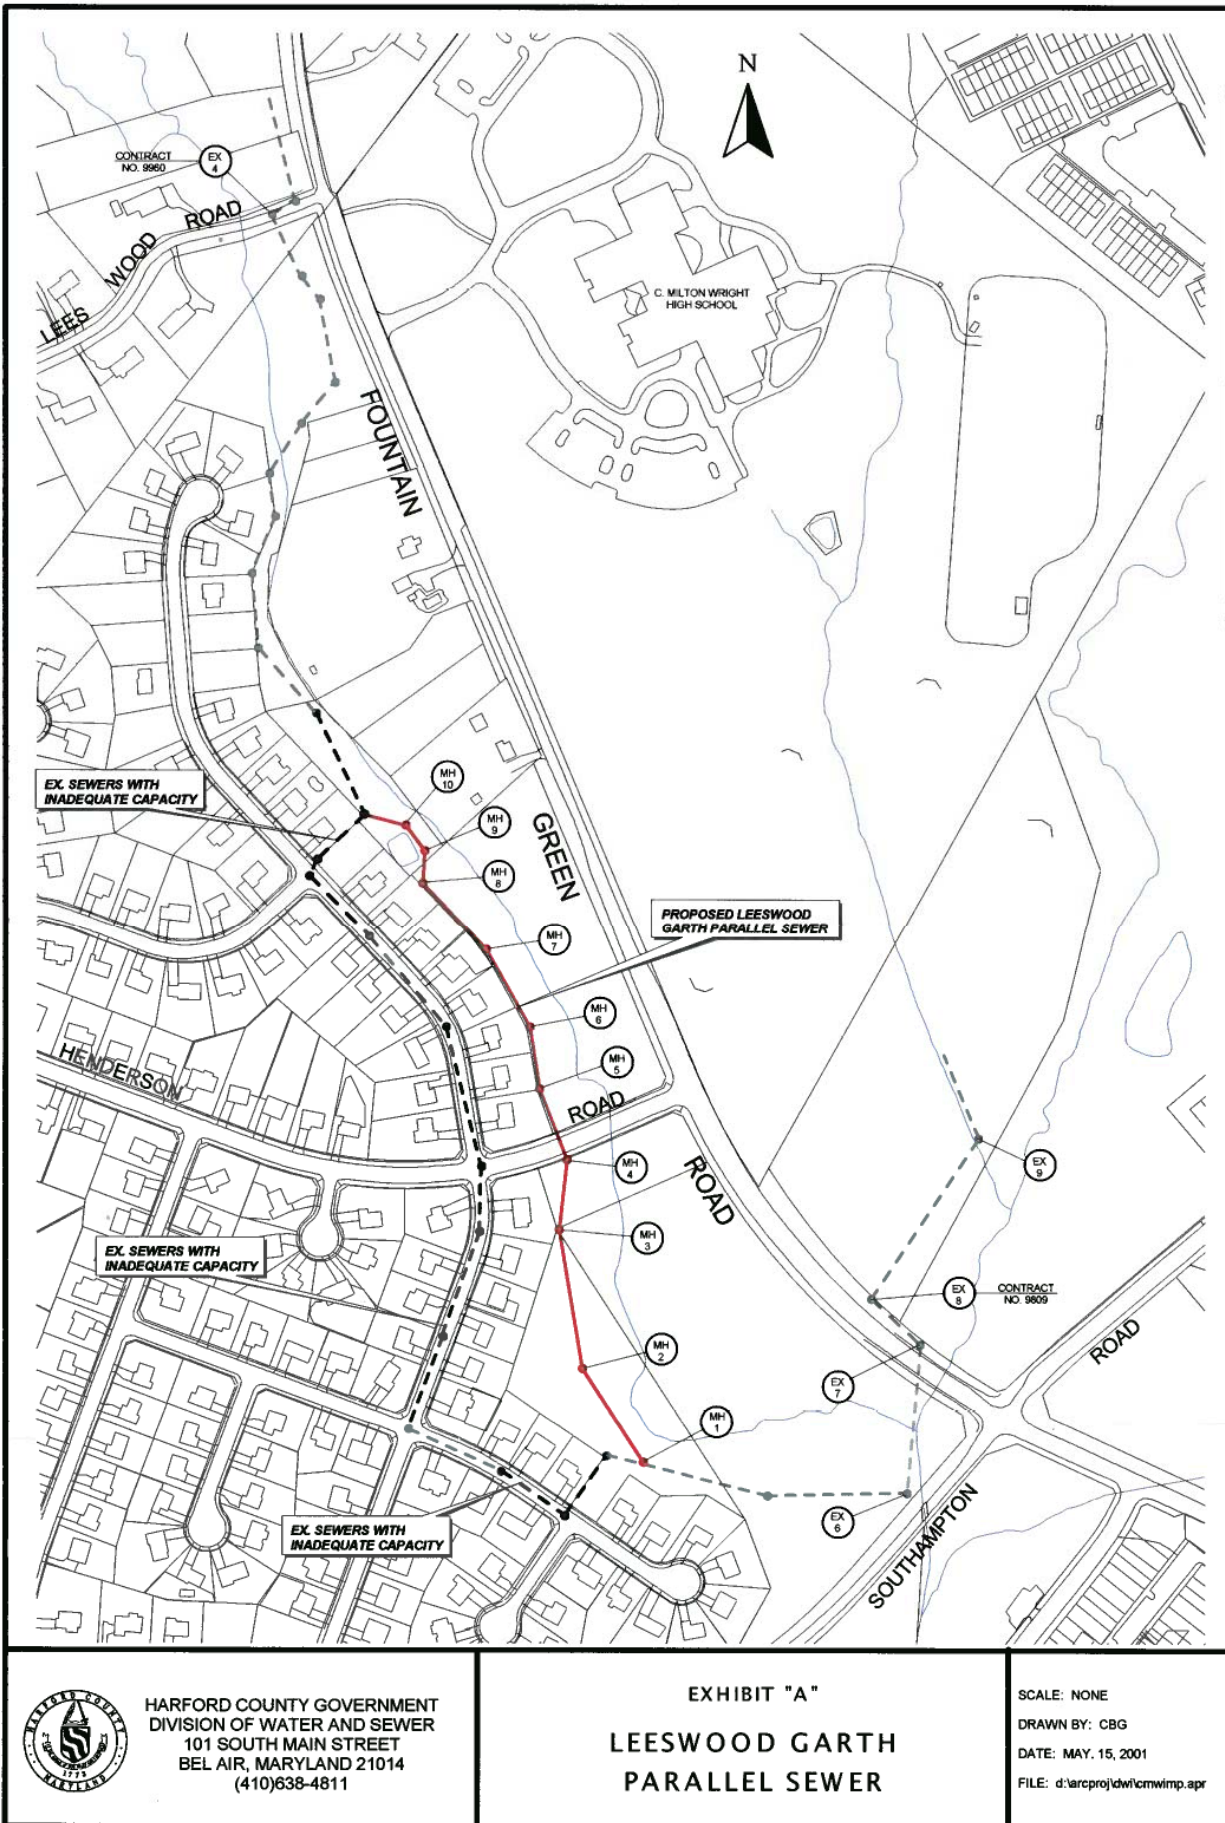 N
CONTRACT
NO. 9960
EX
4
LEES WOOD ROAD
C. MILTON WRIGHT
HIGH SCHOOL
FOUNTAIN
GREEN
ROAD
EX. SEWERS WITH
INADEQUATE CAPACITY
MH
10
MH
9
MH
8
MH
7
PROPOSED LEESWOOD
GARTH PARALLEL SEWER
MH
6
MH
5
HENDERSON
ROAD
MH
4
EX
9
MH
3
EX. SEWERS WITH
INADEQUATE CAPACITY
EX
8
CONTRACT
NO. 9809
MH
2
EX
7
ROAD
MH
1
EX
6
SOUTHAMPTON
EX. SEWERS WITH
INADEQUATE CAPACITY
HARFORD COUNTY
1773
MARYLAND
HARFORD COUNTY GOVERNMENT
DIVISION OF WATER AND SEWER
101 SOUTH MAIN STREET
BEL AIR, MARYLAND 21014
(410)638-4811
EXHIBIT "A"
LEESWOOD GARTH
PARALLEL SEWER
SCALE: NONE
DRAWN BY: CBG
DATE: MAY. 15, 2001
FILE: d:\arcproj\dwi\cmwimp.apr